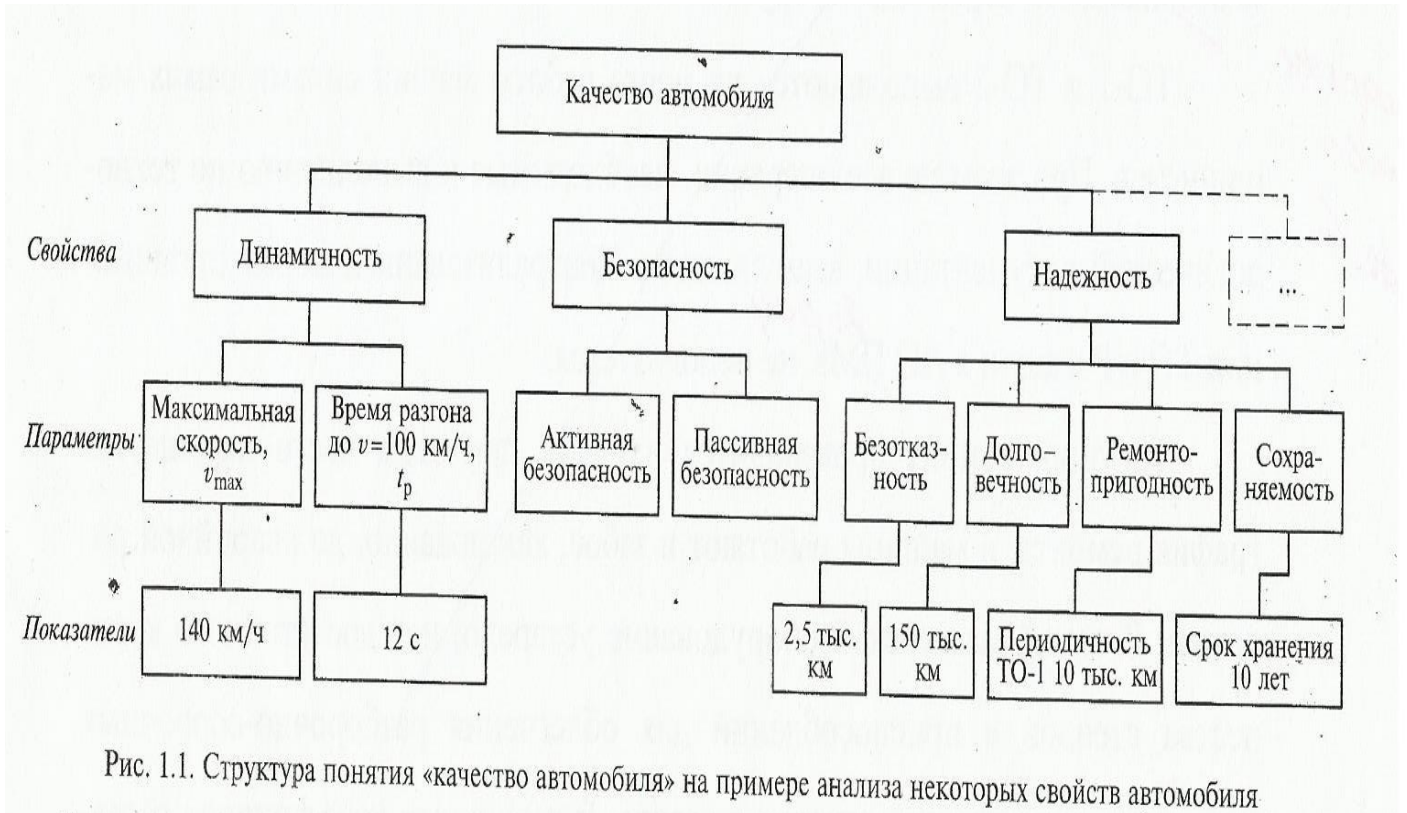 Качество автомобиля
Свойства
Динамичность
Безопасность
Надежность
...
Параметры
Максимальная
скорость,
v max
Время разгона
до v=100 км/ч,
t р
Активная
безопасность
Пассивная
безопасность
Безотказ-
ность
Долго-
вечность
Ремонто-
пригодность
Сохра-
няемость
Показатели
140 км/ч
12 с
2,5 тыс.
км
150 тыс.
км
Периодичность
ТО-1 10 тыс. км
Срок хранения
10 лет
Рис. 1.1. Структура понятия «качество автомобиля» на примере анализа некоторых свойств автомобиля